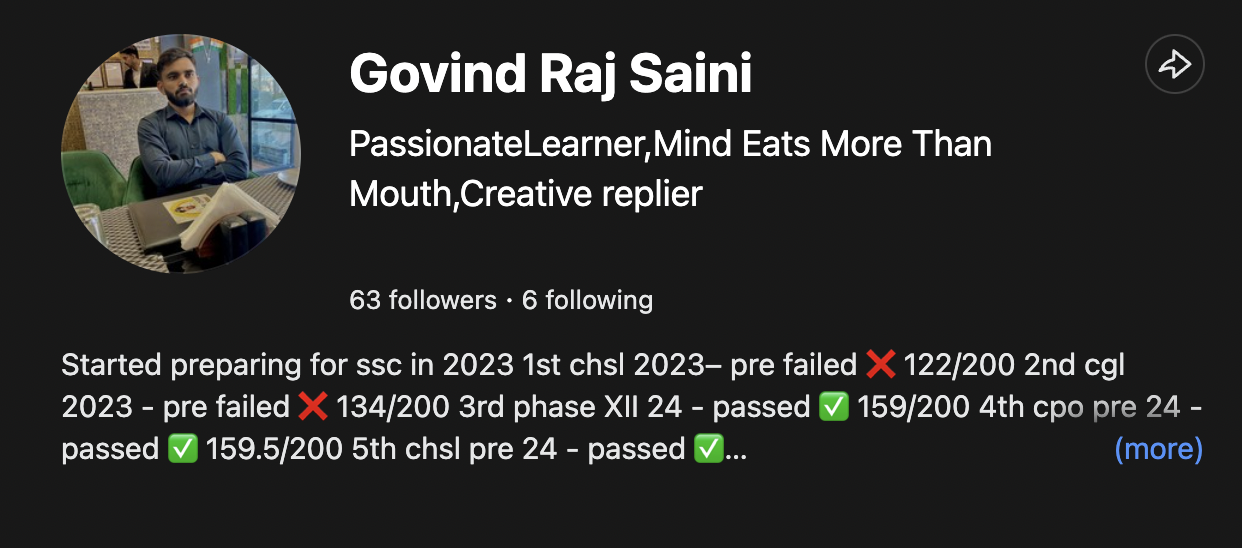 Govind Raj Saini
PassionateLearner,Mind Eats More Than
Mouth,Creative replier
63 followers · 6 following
Started preparing for ssc in 2023 1st chsl 2023– pre failed ❌ 122/200 2nd cgl
2023 - pre failed ❌ 134/200 3rd phase XII 24 - passed ✅ 159/200 4th cpo pre 24 -
passed ✅ 159.5/200 5th chsl pre 24 - passed ✅... (more)